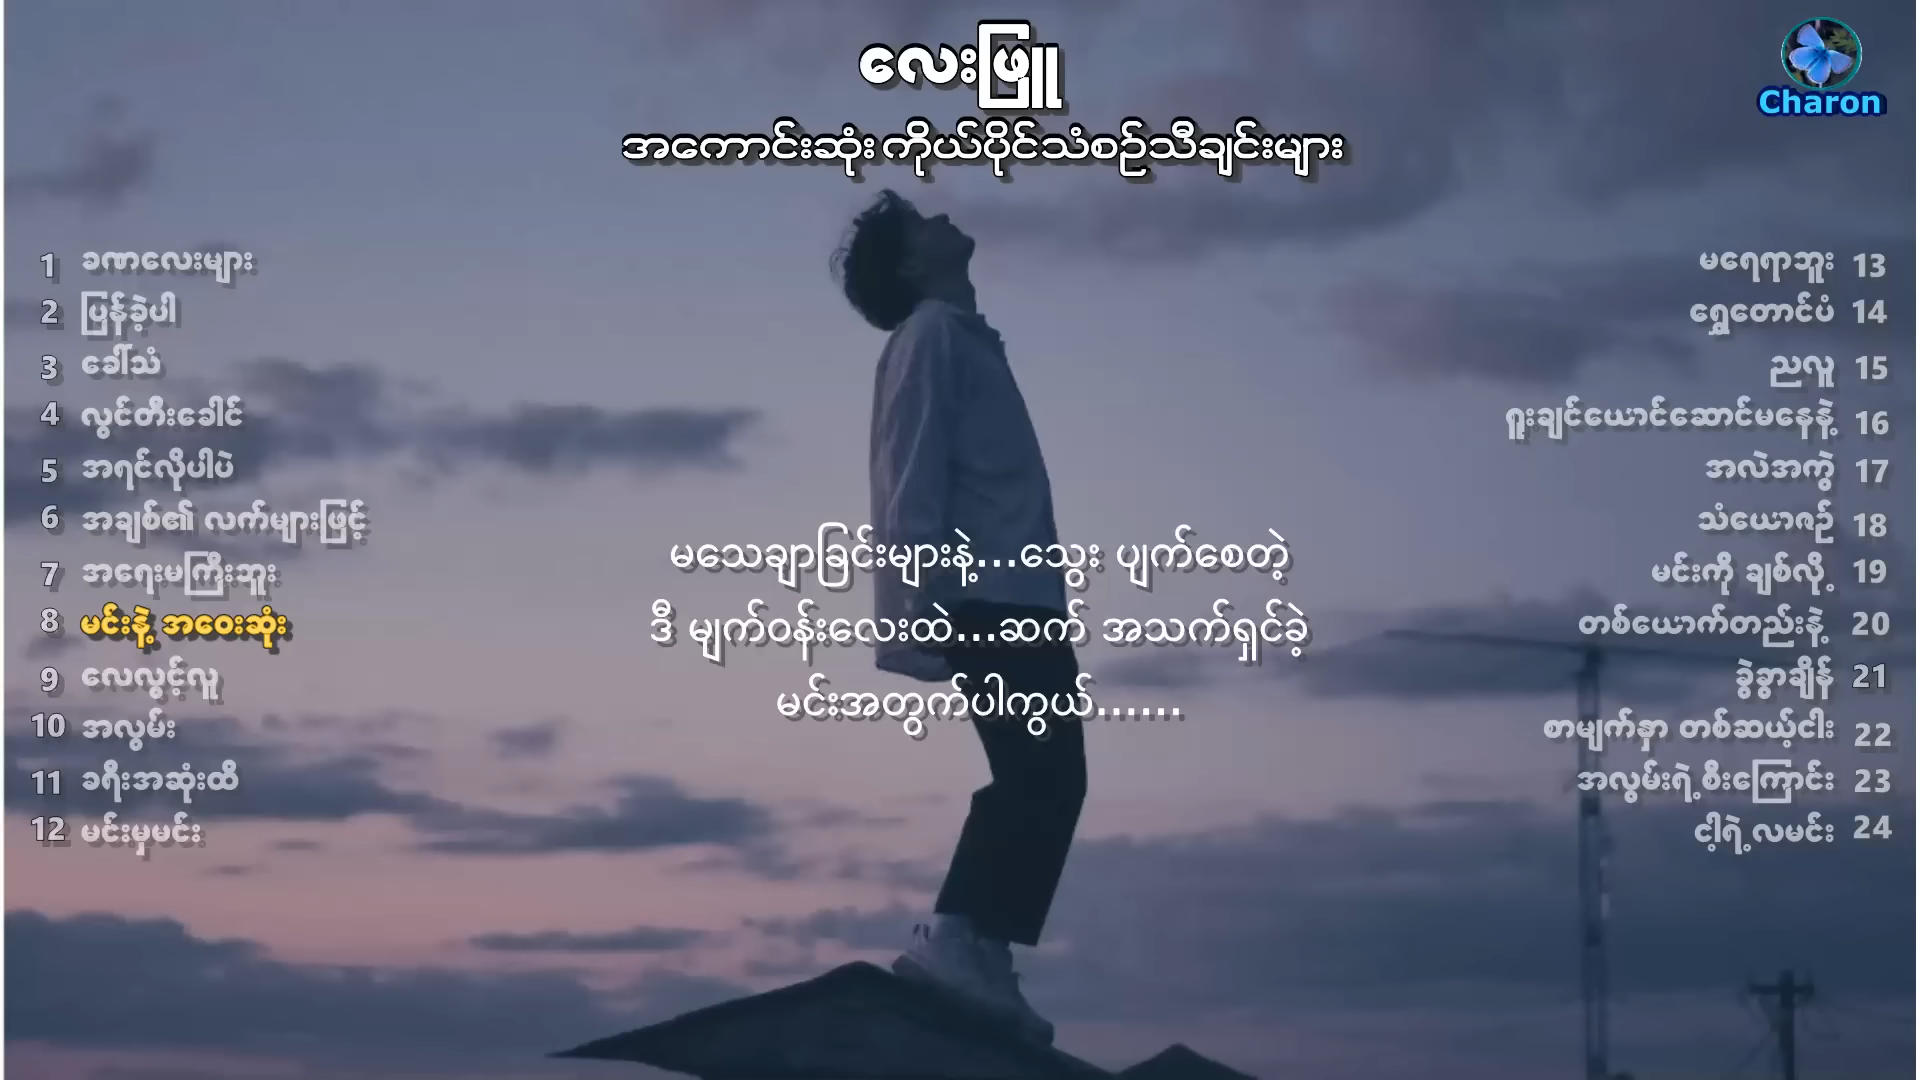 လေးဖြူ
Charon
အကောင်းဆုံး ကိုယ်ပိုင်သံစဉ်သီချင်းများ
1 ခဏလေးများ
2 ပြန်ခဲ့ပါ
3 ခေါ်သံ
4 လွင်တီးခေါင်
5 အရင်လိုပါပဲ
6 အချစ်၏ လက်များဖြင့်
7 အရေးမကြီးဘူး
8 မင်းနဲ့ အဝေးဆုံး
9 လေလွင့်လူ
10 အလွမ်း
11 ခရီးအဆုံးထိ
12 မင်းမှမင်း
မသေချာခြင်းများနဲ့...သွေး ပျက်စေတဲ့
ဒီ မျက်ဝန်းလေးထဲ...ဆက် အသက်ရှင်ခဲ့
မင်းအတွက်ပါကွယ်......
မရေရာဘူး 13
ရွှေတောင်ပံ 14
ညလူ 15
ရူးချင်ယောင်ဆောင်မနေနဲ့ 16
အလဲအကွဲ 17
သံယောဇဉ် 18
မင်းကို ချစ်လို့ 19
တစ်ယောက်တည်းနဲ့ 20
ခွဲခွာချိန် 21
စာမျက်နှာ တစ်ဆယ့်ငါး 22
အလွမ်းရဲ့စီးကြောင်း 23
ငါ့ရဲ့လမင်း 24